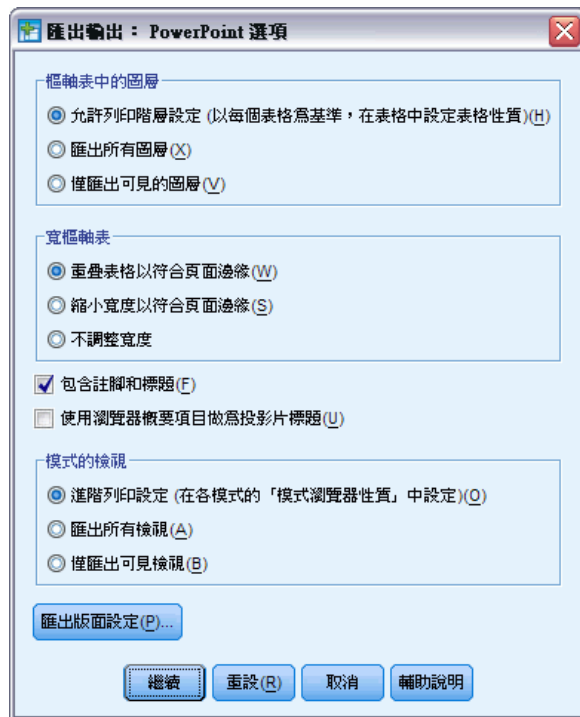 匯出輸出： PowerPoint 選項
樞軸表中的圖層
允許列印階層設定 (以每個表格為基準，在表格中設定表格性質)(H)
匯出所有圖層(X)
僅匯出可見的圖層(V)
寬樞軸表
重疊表格以符合頁面邊緣(W)
縮小寬度以符合頁面邊緣(S)
不調整寬度
包含註腳和標題(F)
使用瀏覽器概要項目做為投影片標題(U)
模式的檢視
進階列印設定 (在各模式的「模式瀏覽器性質」中設定)(O)
匯出所有檢視(A)
僅匯出可見檢視(B)
匯出版面設定(P)...
繼續
重設(R)
取消
輔助說明